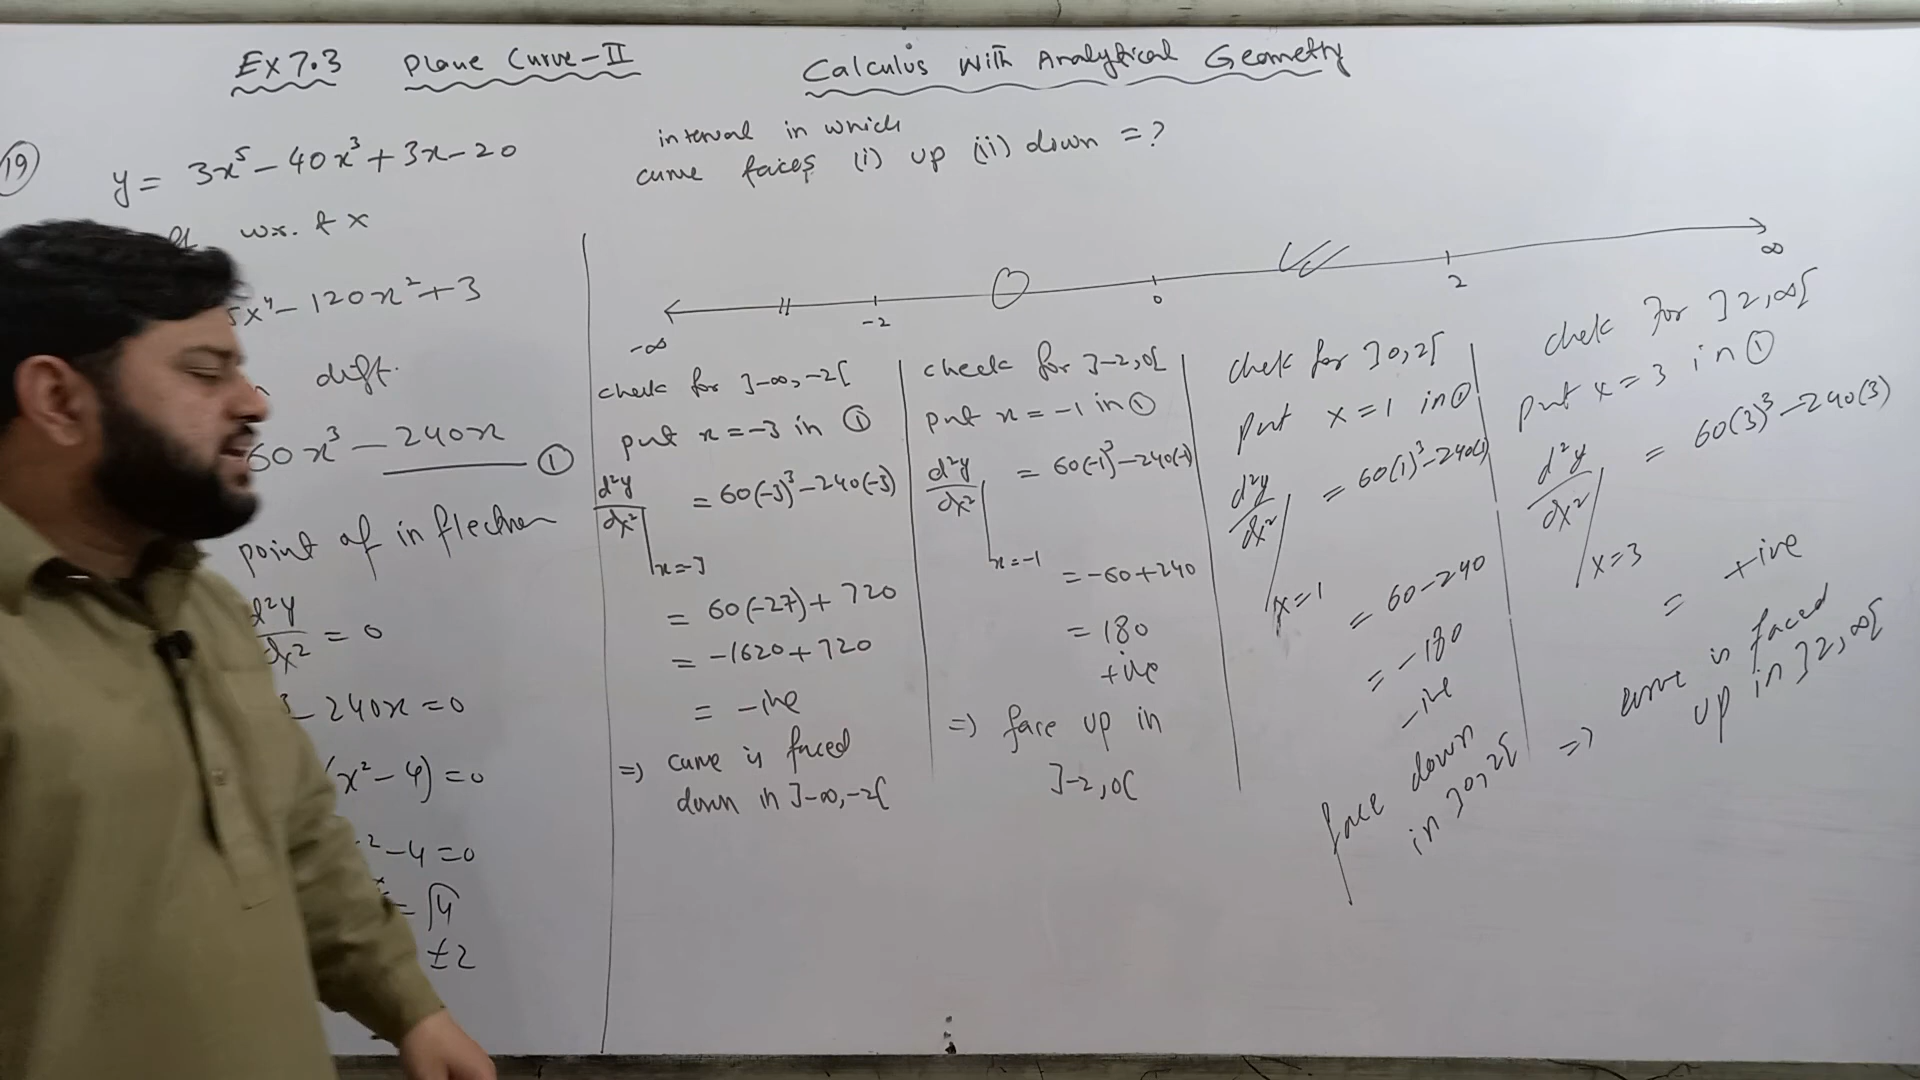 Ex 7.3 Plane Curve-II Calculus With Analytical Geometry
19
y = 3x⁵ - 40x³ + 3x - 20
interval in which
curve faces (i) up (ii) down = ?
w.r.t x
5x⁴ - 120x² + 3
diff.
60x³ - 240x ①
point of inflection
d²y/dx² = 0
³ - 240x = 0
(x² - 4) = 0
² - 4 = 0
= √4
±2
-∞ -2 0 2 ∞
check for ]-∞, -2[
put x = -3 in ①
d²y/dx² |x=-3 = 60(-3)³ - 240(-3)
= 60(-27) + 720
= -1620 + 720
= -ive
=> curve is faced
down in ]-∞, -2[
check for ]-2, 0[
put x = -1 in ①
d²y/dx² |x=-1 = 60(-1)³ - 240(-1)
= -60 + 240
= 180
+ive
=> face up in
]-2, 0[
chek for ]0, 2[
put x = 1 in ①
d²y/dx² /x=1 = 60(1)³ - 240(1)
= 60 - 240
= -180
-ive
face down
in ]0, 2[
chek for ]2, ∞[
put x = 3 in ①
d²y/dx² /x=3 = 60(3)³ - 240(3)
= +ive
=> curve is faced
up in ]2, ∞[